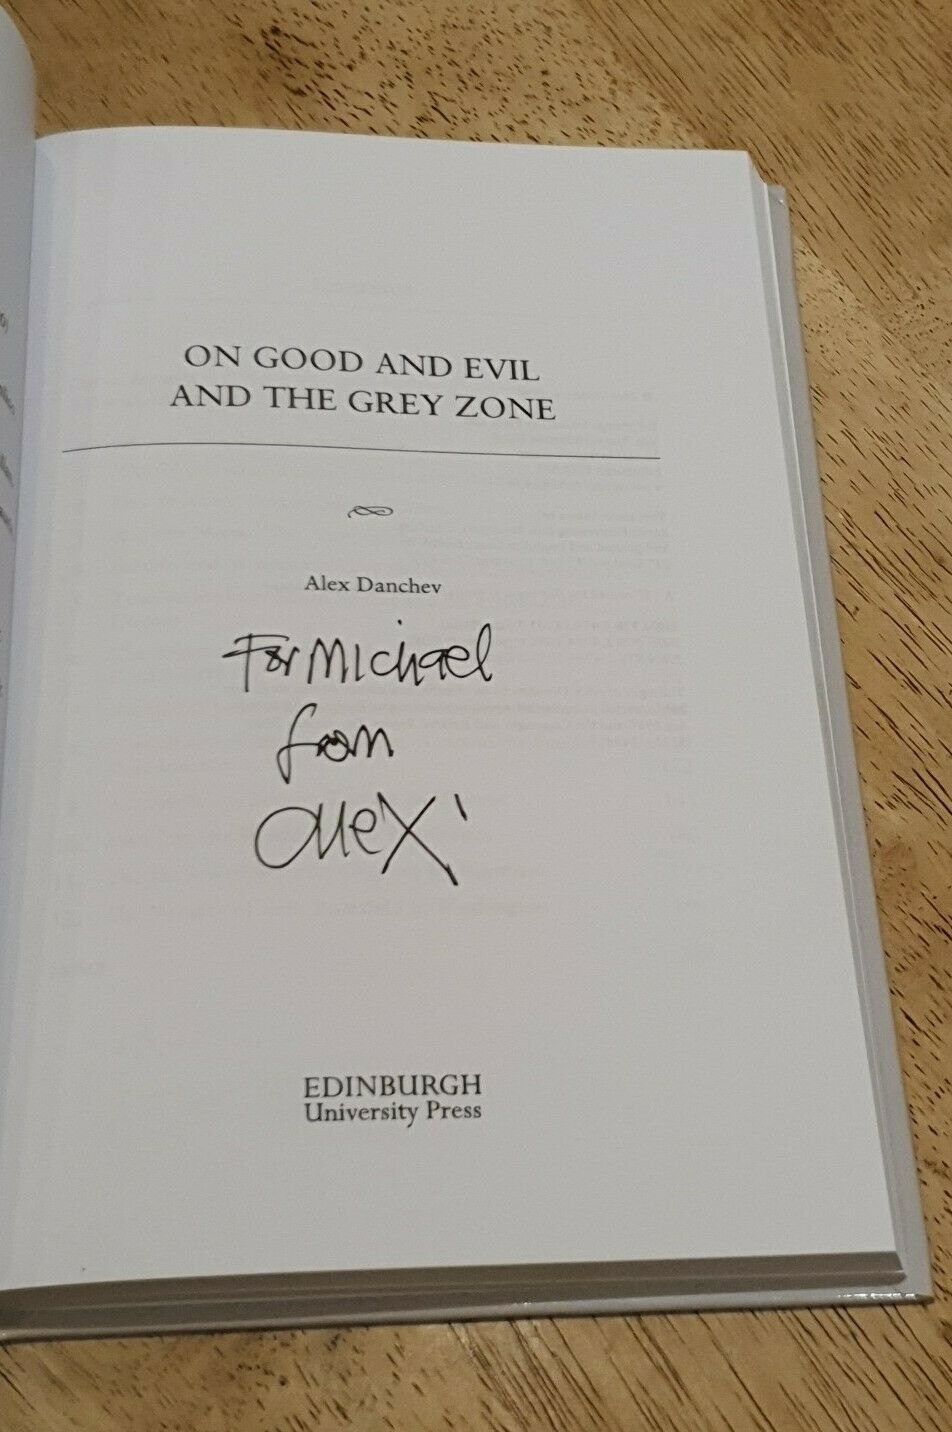 ON GOOD AND EVIL
AND THE GREY ZONE
Alex Danchev
For Michael
from
Alex
EDINBURGH
University Press